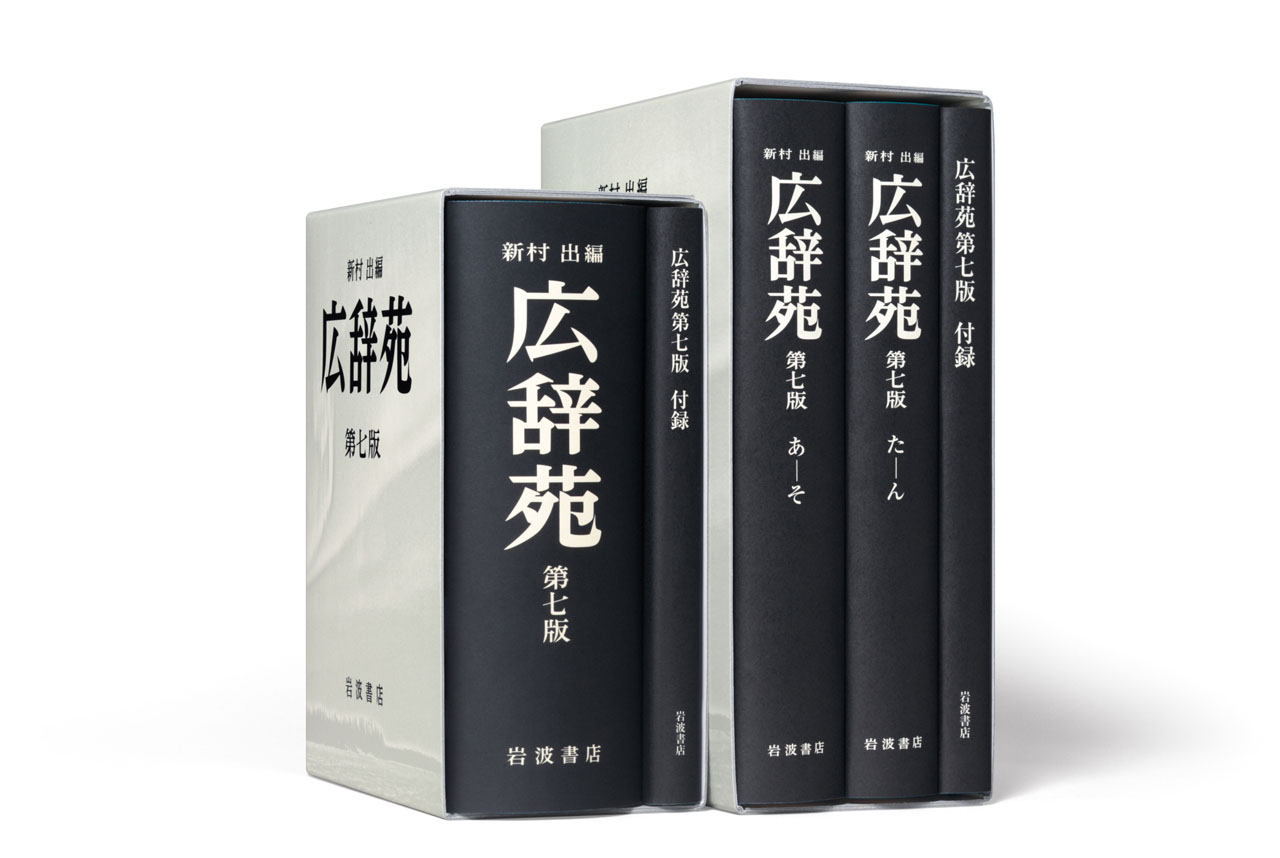 新村 出編
広辞苑
第七版
岩波書店
新村 出編
広辞苑
第七版
岩波書店
広辞苑第七版 付録
岩波書店
新村 出編
新村 出編
広辞苑
第七版
あ—そ
岩波書店
新村 出編
広辞苑
第七版
た—ん
岩波書店
広辞苑第七版 付録
岩波書店